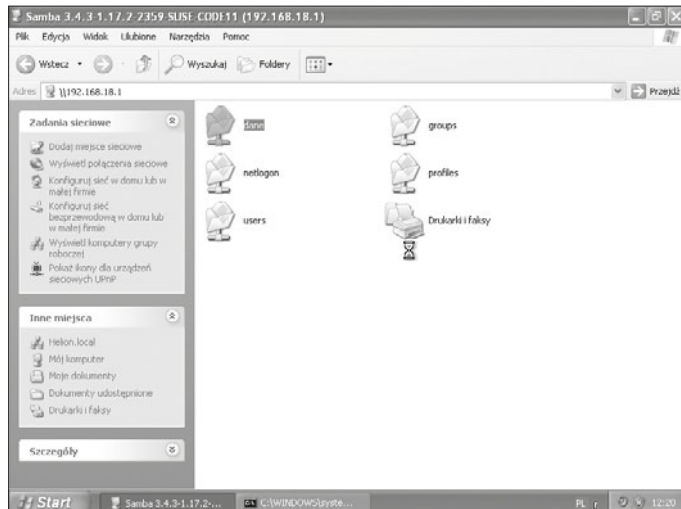 Samba 3.4.3-1.17.2-2359-SUSE-CODE11 (192.168.18.1)
Plik Edycja Widok Ulubione Narzędzia Pomoc
Wstecz Wyszukaj Foldery
Adres \\192.168.18.1 Przejdź
Zadania sieciowe
Dodaj miejsce sieciowe
Wyświetl połączenia sieciowe
Konfiguruj sieć w domu lub w
małej firmie
Konfiguruj sieć
bezprzewodową w domu lub
w małej firmie
Wyświetl komputery grupy
roboczej
Pokaż ikony dla urządzeń
sieciowych UPnP
Inne miejsca
Helion.local
Mój komputer
Moje dokumenty
Dokumenty udostępnione
Drukarki i faksy
Szczegóły
dane
groups
netlogon
profiles
users
Drukarki i faksy
Start
Samba 3.4.3-1.17.2-...
C:\WINDOWS\syste...
PL
12:20